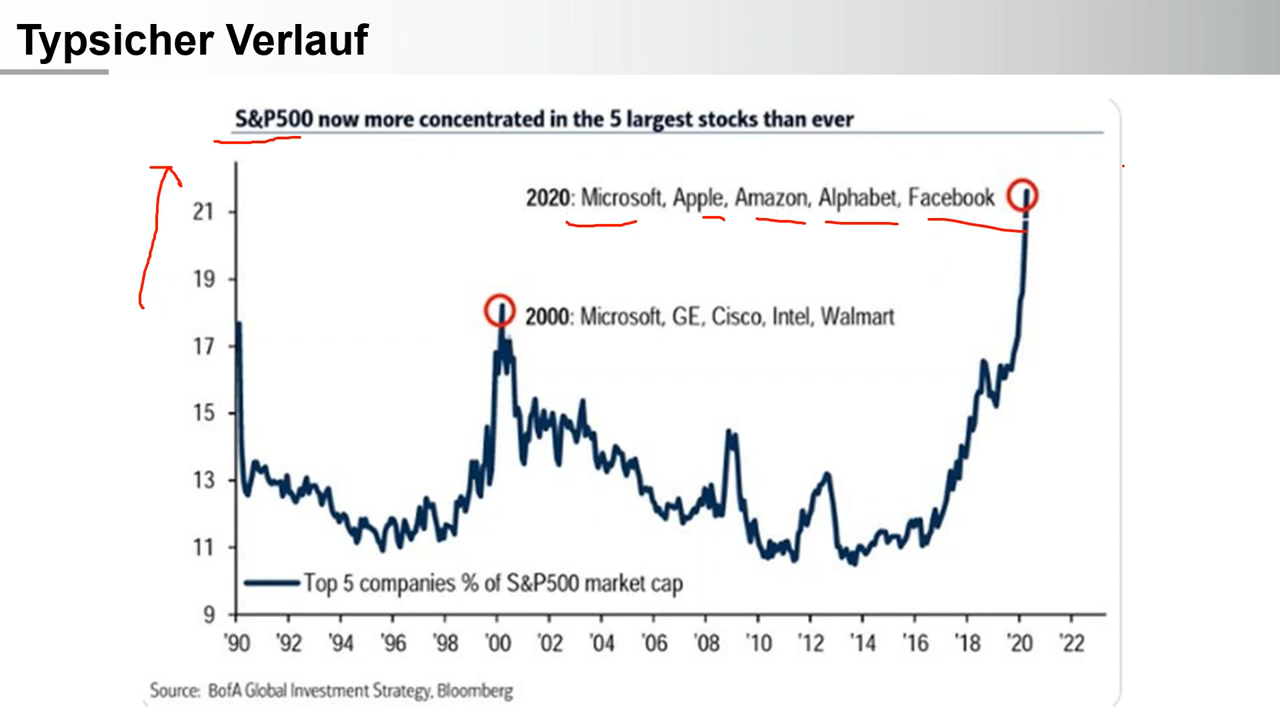 Typsicher Verlauf
S&P500 now more concentrated in the 5 largest stocks than ever
2020: Microsoft, Apple, Amazon, Alphabet, Facebook
2000: Microsoft, GE, Cisco, Intel, Walmart
21
19
17
15
13
11
9
Top 5 companies % of S&P500 market cap
'90 '92 '94 '96 '98 '00 '02 '04 '06 '08 '10 '12 '14 '16 '18 '20 '22
Source: BofA Global Investment Strategy, Bloomberg